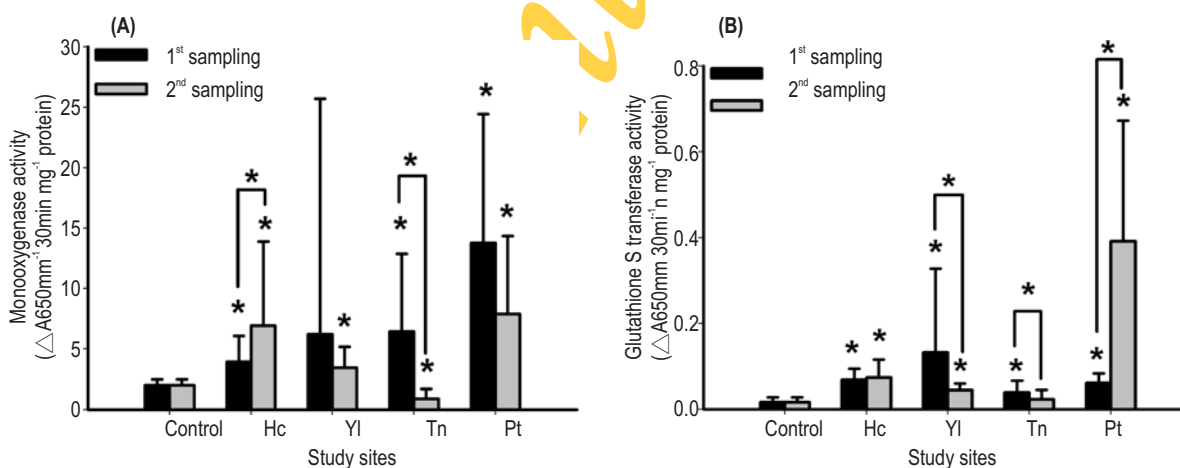 (A)
1st sampling
2nd sampling
Monooxygenase activity
(△A650mm-1 30min mg-1 protein)
30
25
20
15
10
5
0
* * * * * * * * *
Control Hc Yl Tn Pt
Study sites
(B)
1st sampling
2nd sampling
Glutathione S transferase activity
(△A650mm 30mi-1n mg-1 protein)
0.8
0.6
0.4
0.2
0.0
* * * * * * * * * *
Control Hc Yl Tn Pt
Study sites